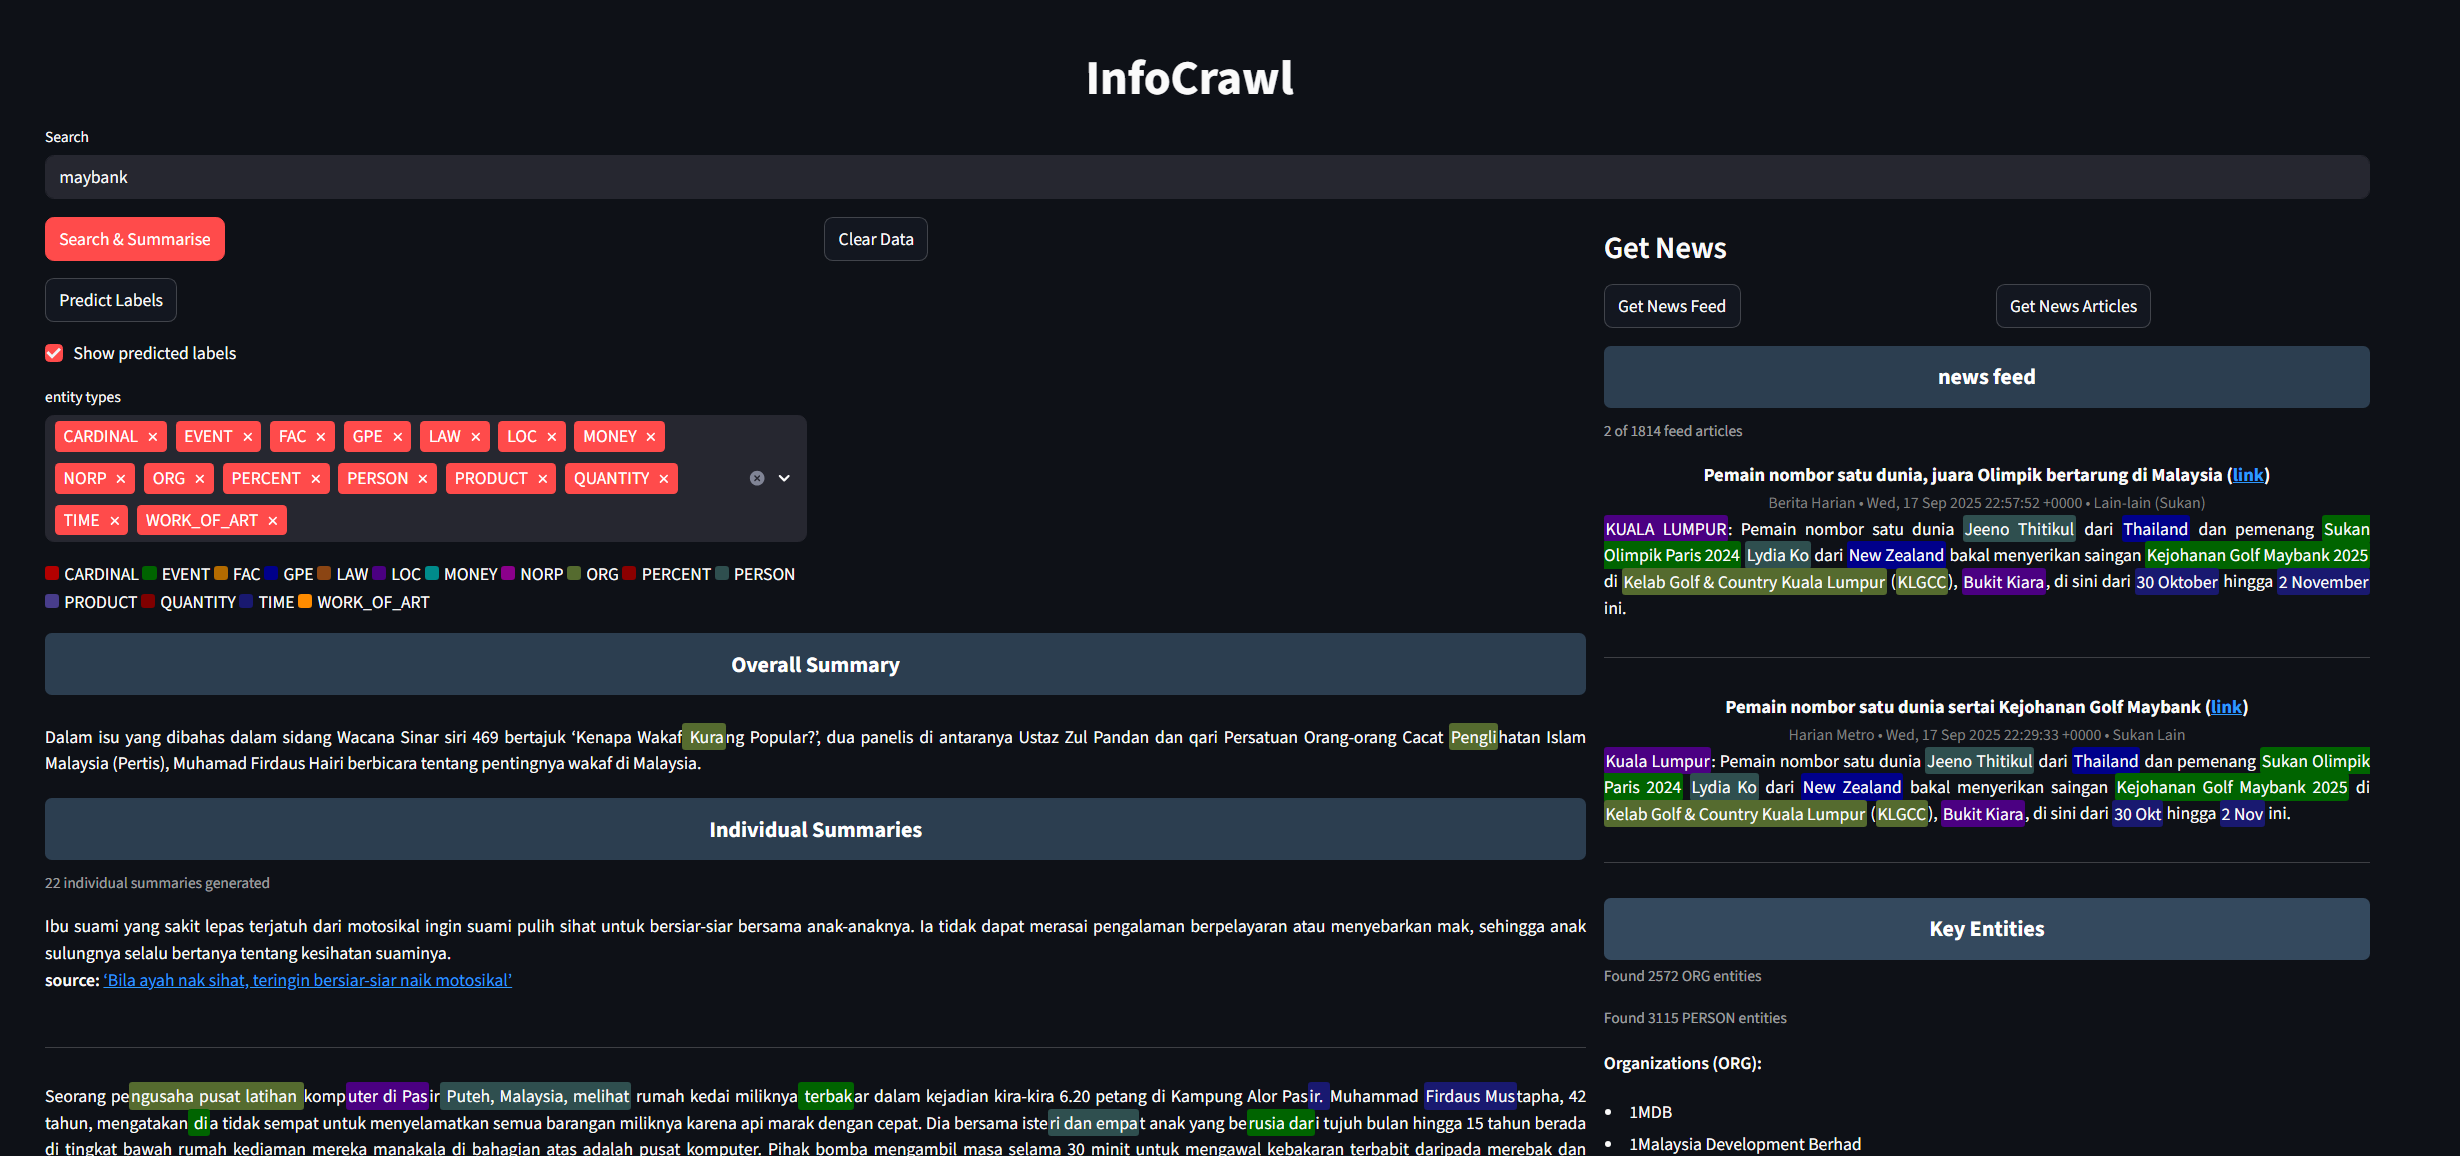 InfoCrawl
Search
maybank
Search & Summarise
Clear Data
Predict Labels
Show predicted labels
entity types
CARDINAL × EVENT × FAC × GPE × LAW × LOC × MONEY ×
NORP × ORG × PERCENT × PERSON × PRODUCT × QUANTITY ×
TIME × WORK_OF_ART ×
CARDINAL EVENT FAC GPE LAW LOC MONEY NORP ORG PERCENT PERSON
PRODUCT QUANTITY TIME WORK_OF_ART
Overall Summary
Dalam isu yang dibahas dalam sidang Wacana Sinar siri 469 bertajuk ‘Kenapa Wakaf Kurang Popular?’, dua panelis di antaranya Ustaz Zul Pandan dan qari Persatuan Orang-orang Cacat Penglihatan Islam
Malaysia (Pertis), Muhamad Firdaus Hairi berbicara tentang pentingnya wakaf di Malaysia.
Individual Summaries
22 individual summaries generated
Ibu suami yang sakit lepas terjatuh dari motosikal ingin suami pulih sihat untuk bersiar-siar bersama anak-anaknya. Ia tidak dapat merasai pengalaman berpelayaran atau menyebarkan mak, sehingga anak
sulungnya selalu bertanya tentang kesihatan suaminya.
source: ‘Bila ayah nak sihat, teringin bersiar-siar naik motosikal’
Seorang pengusaha pusat latihan komputer di Pasir Puteh, Malaysia, melihat rumah kedai miliknya terbakar dalam kejadian kira-kira 6.20 petang di Kampung Alor Pasir. Muhammad Firdaus Mustapha, 42
tahun, mengatakan dia tidak sempat untuk menyelamatkan semua barangan miliknya karena api marak dengan cepat. Dia bersama isteri dan empat anak yang berusia dari tujuh bulan hingga 15 tahun berada
di tingkat bawah rumah kediaman mereka manakala di bahagian atas adalah pusat komputer. Pihak bomba mengambil masa selama 30 minit untuk mengawal kebakaran terbabit daripada merebak dan
Get News
Get News Feed
Get News Articles
news feed
2 of 1814 feed articles
Pemain nombor satu dunia, juara Olimpik bertarung di Malaysia (link)
Berita Harian • Wed, 17 Sep 2025 22:57:52 +0000 • Lain-lain (Sukan)
KUALA LUMPUR: Pemain nombor satu dunia Jeeno Thitikul dari Thailand dan pemenang Sukan
Olimpik Paris 2024 Lydia Ko dari New Zealand bakal menyerikan saingan Kejohanan Golf Maybank 2025
di Kelab Golf & Country Kuala Lumpur (KLGCC), Bukit Kiara, di sini dari 30 Oktober hingga 2 November
ini.
Pemain nombor satu dunia sertai Kejohanan Golf Maybank (link)
Harian Metro • Wed, 17 Sep 2025 22:29:33 +0000 • Sukan Lain
Kuala Lumpur: Pemain nombor satu dunia Jeeno Thitikul dari Thailand dan pemenang Sukan Olimpik
Paris 2024 Lydia Ko dari New Zealand bakal menyerikan saingan Kejohanan Golf Maybank 2025 di
Kelab Golf & Country Kuala Lumpur (KLGCC), Bukit Kiara, di sini dari 30 Okt hingga 2 Nov ini.
Key Entities
Found 2572 ORG entities
Found 3115 PERSON entities
Organizations (ORG):
• 1MDB
• 1Malaysia Development Berhad